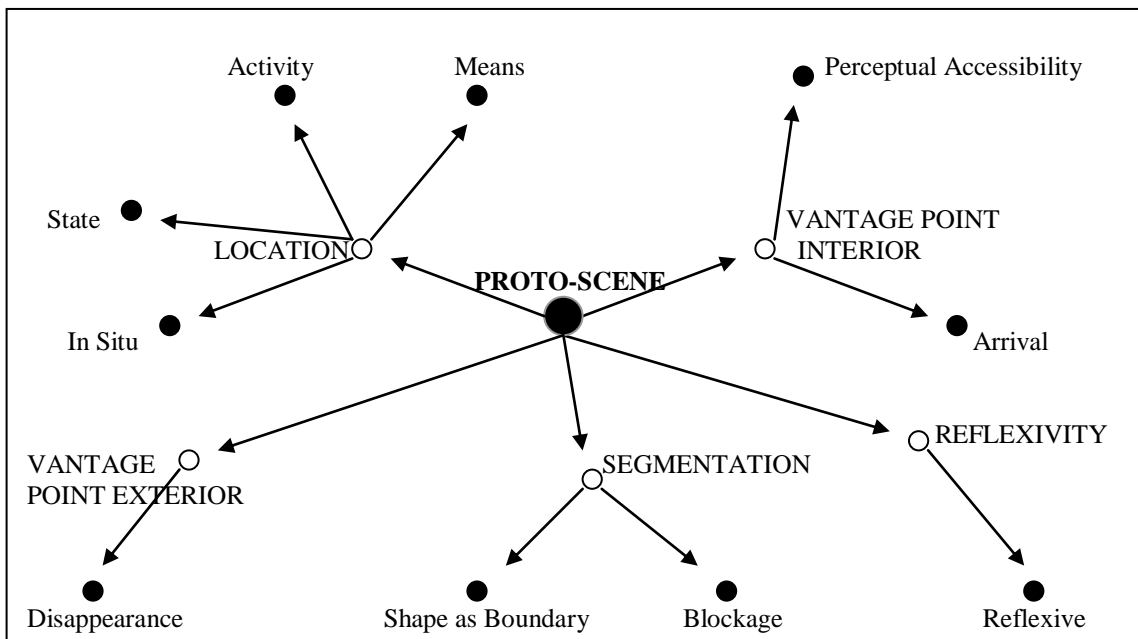 Activity
Means
Perceptual Accessibility
State
LOCATION
VANTAGE POINT
INTERIOR
PROTO-SCENE
In Situ
Arrival
VANTAGE
POINT EXTERIOR
SEGMENTATION
REFLEXIVITY
Disappearance
Shape as Boundary
Blockage
Reflexive